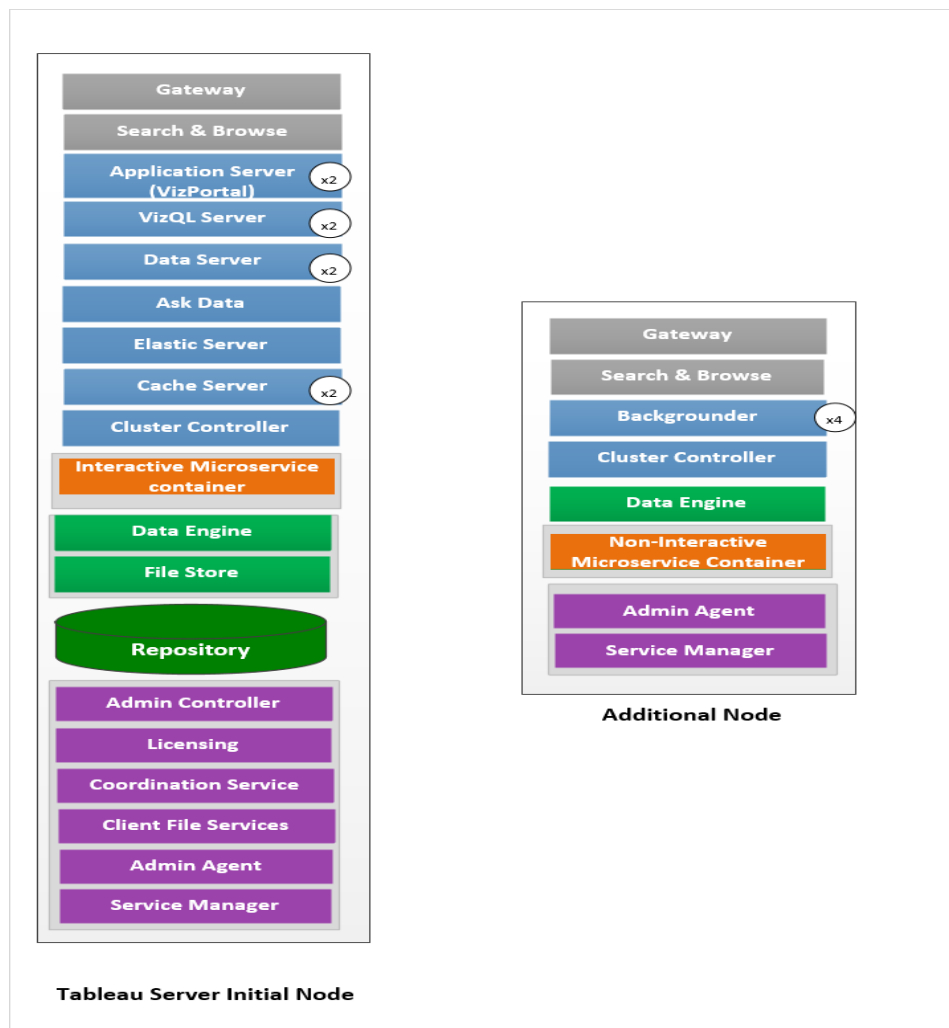 Gateway
Search & Browse
Application Server
(VizPortal)
x2
VizQL Server
x2
Data Server
x2
Ask Data
Elastic Server
Cache Server
x2
Cluster Controller
Interactive Microservice
container
Data Engine
File Store
Repository
Admin Controller
Licensing
Coordination Service
Client File Services
Admin Agent
Service Manager
Tableau Server Initial Node
Gateway
Search & Browse
Backgrounder
x4
Cluster Controller
Data Engine
Non-Interactive
Microservice Container
Admin Agent
Service Manager
Additional Node